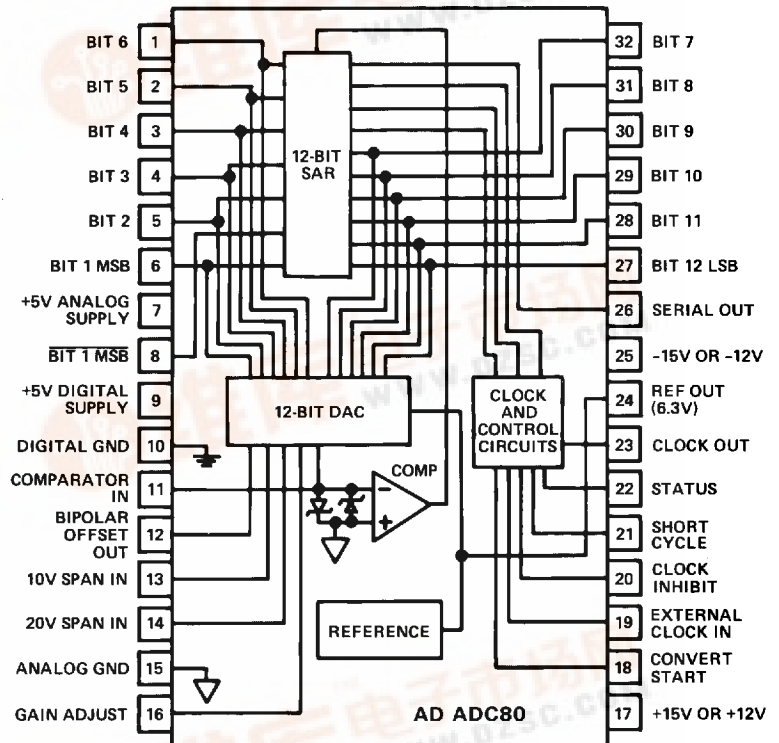 BIT 6 1
BIT 5 2
BIT 4 3
BIT 3 4
BIT 2 5
BIT 1 MSB 6
+5V ANALOG
SUPPLY 7
BIT 1 MSB 8
+5V DIGITAL
SUPPLY 9
DIGITAL GND 10
COMPARATOR
IN 11
BIPOLAR
OFFSET
OUT 12
10V SPAN IN 13
20V SPAN IN 14
ANALOG GND 15
GAIN ADJUST 16
12-BIT
SAR
12-BIT DAC
COMP
−
+
REFERENCE
CLOCK
AND
CONTROL
CIRCUITS
AD ADC80
32 BIT 7
31 BIT 8
30 BIT 9
29 BIT 10
28 BIT 11
27 BIT 12 LSB
26 SERIAL OUT
25 -15V OR -12V
24 REF OUT
(6.3V)
23 CLOCK OUT
22 STATUS
21 SHORT
CYCLE
20 CLOCK
INHIBIT
19 EXTERNAL
CLOCK IN
18 CONVERT
START
17 +15V OR +12V